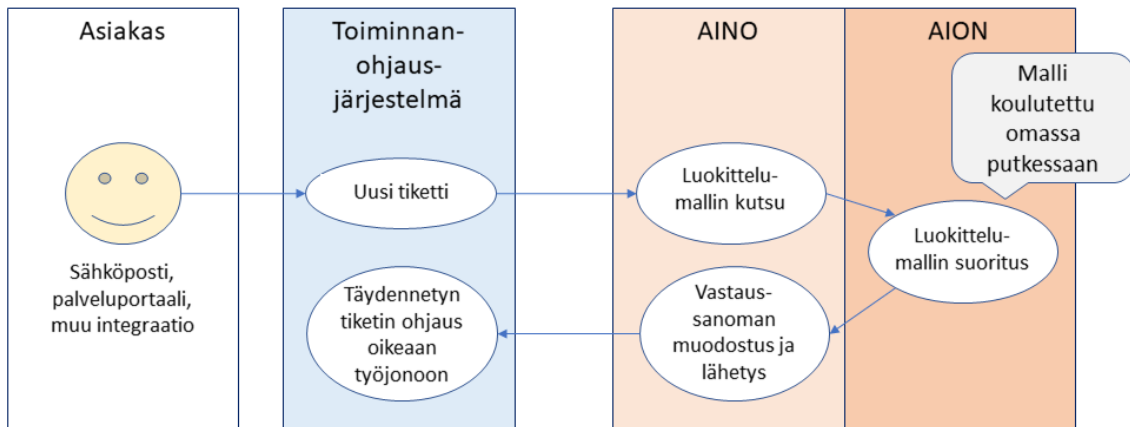 Asiakas
Toiminnan-
ohjaus-
järjestelmä
AINO
AION
Malli
koulutettu
omassa
putkessaan
Uusi tiketti
Luokittelu-
mallin kutsu
Luokittelu-
mallin suoritus
Sähköposti,
palveluportaali,
muu integraatio
Täydennetyn
tiketin ohjaus
oikeaan
työjonoon
Vastaus-
sanoman
muodostus ja
lähetys